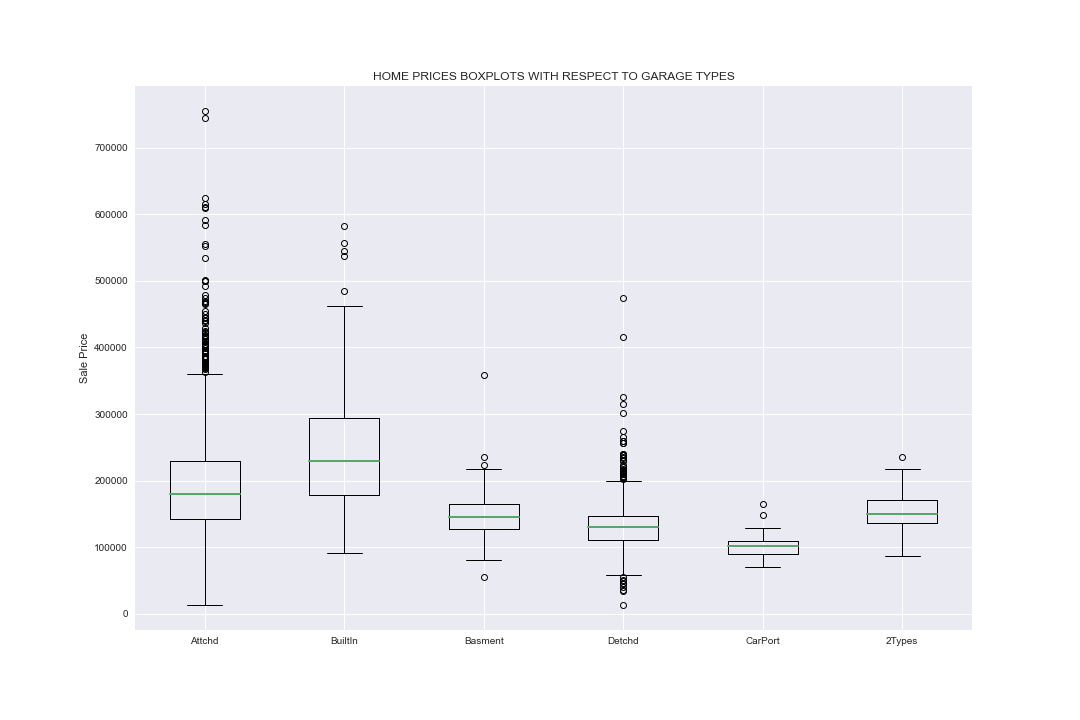 HOME PRICES BOXPLOTS WITH RESPECT TO GARAGE TYPES
Sale Price
700000
600000
500000
400000
300000
200000
100000
0
Attchd BuiltIn Basment Detchd CarPort 2Types